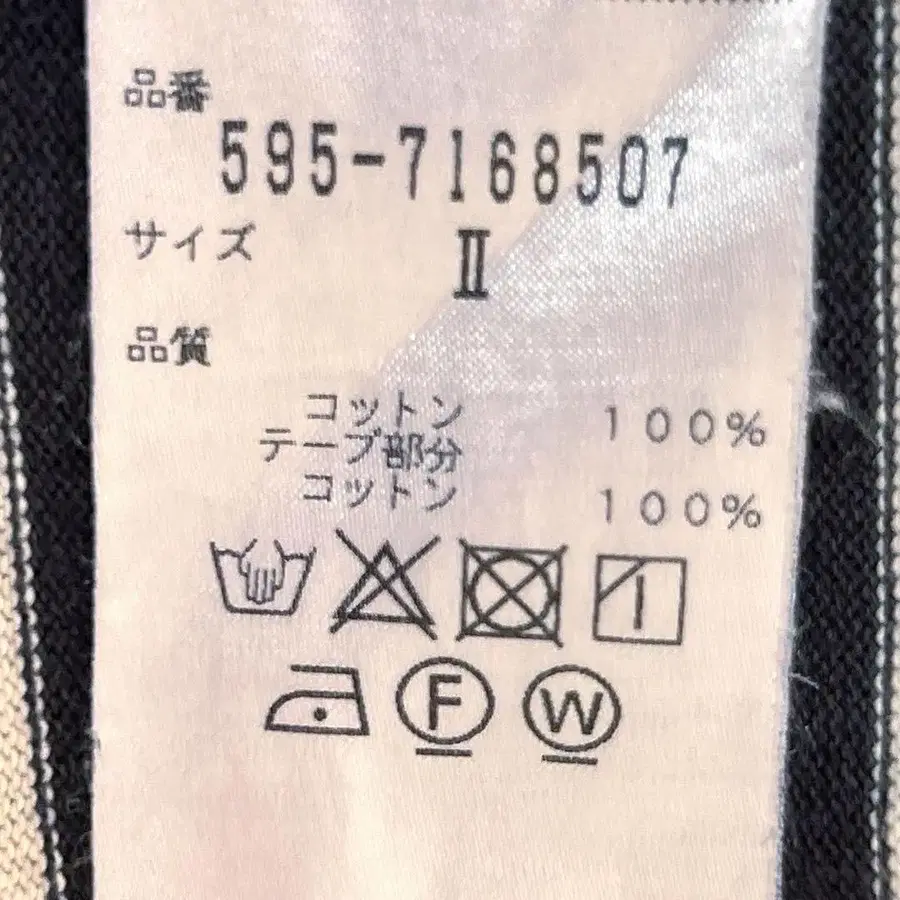 品番
595-7168507
サイズ II
品質
コットン 100%
テープ部分
コットン 100%
F W